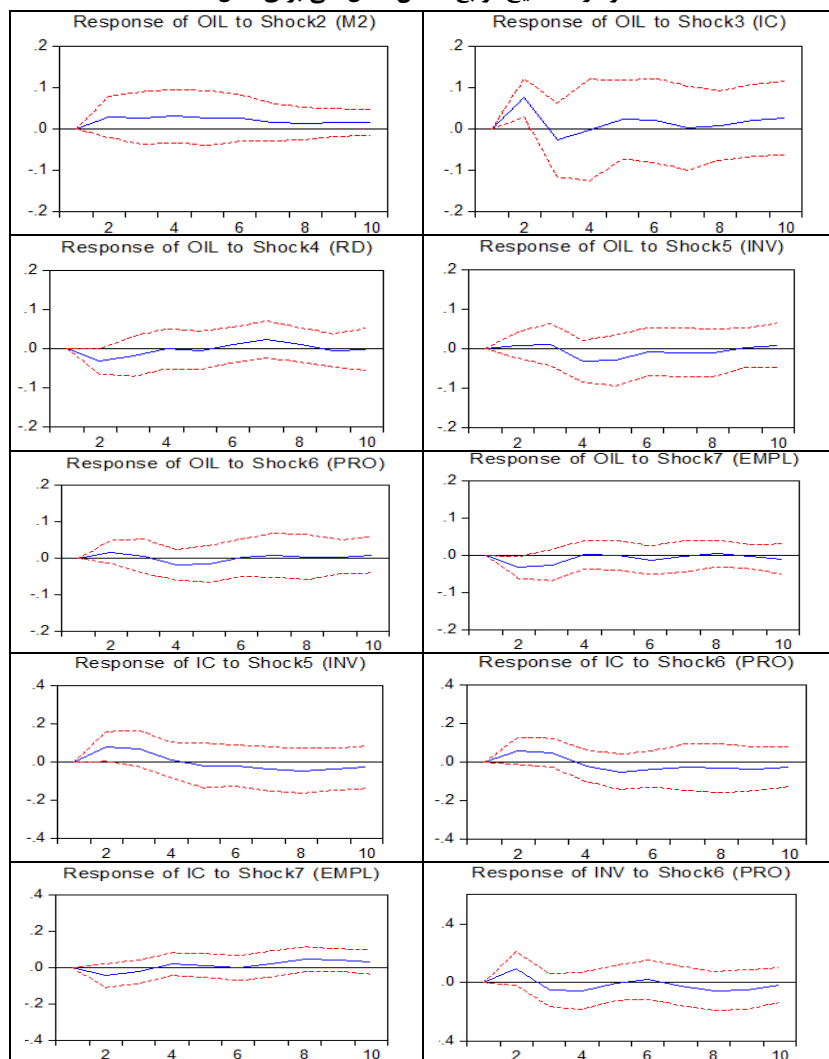 Response of OIL to Shock2 (M2)
.2
.1
.0
-.1
-.2
2 4 6 8 10
Response of OIL to Shock3 (IC)
.2
.1
.0
-.1
-.2
2 4 6 8 10
Response of OIL to Shock4 (RD)
.2
.1
.0
-.1
-.2
2 4 6 8 10
Response of OIL to Shock5 (INV)
.2
.1
.0
-.1
-.2
2 4 6 8 10
Response of OIL to Shock6 (PRO)
.2
.1
.0
-.1
-.2
2 4 6 8 10
Response of OIL to Shock7 (EMPL)
.2
.1
.0
-.1
-.2
2 4 6 8 10
Response of IC to Shock5 (INV)
.4
.2
.0
-.2
-.4
2 4 6 8 10
Response of IC to Shock6 (PRO)
.4
.2
.0
-.2
-.4
2 4 6 8 10
Response of IC to Shock7 (EMPL)
.4
.2
.0
-.2
-.4
2 4 6 8 10
Response of INV to Shock6 (PRO)
.4
.0
-.4
2 4 6 8 10